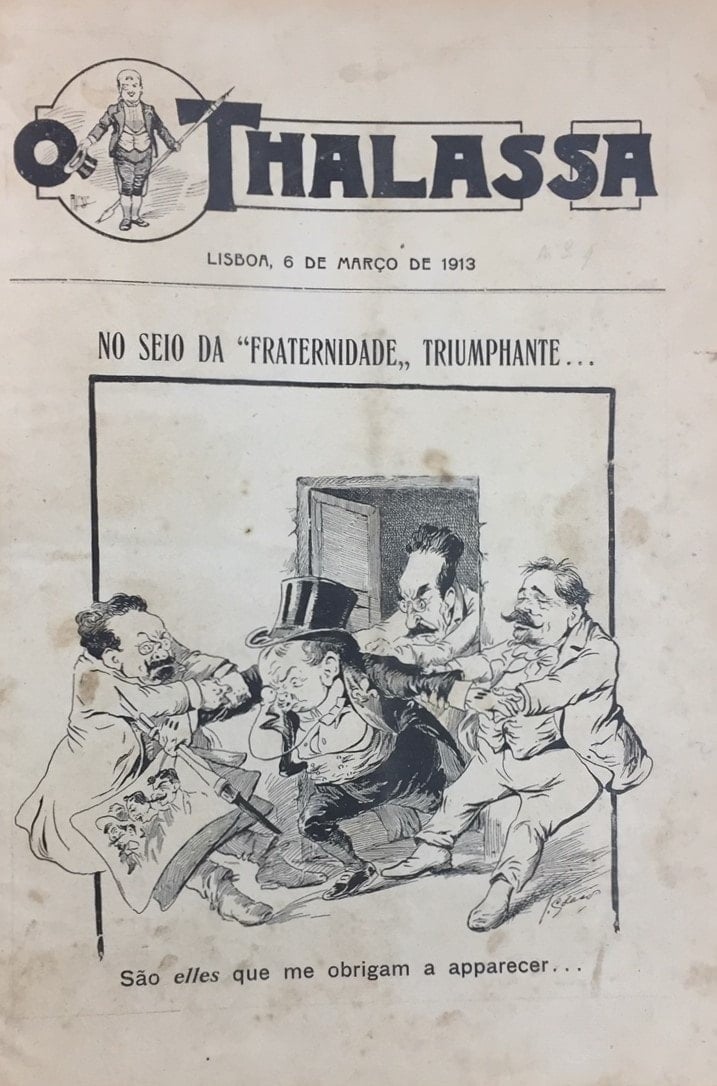 O THALASSA
LISBOA, 6 DE MARÇO DE 1913
NO SEIO DA “FRATERNIDADE„ TRIUMPHANTE...
São elles que me obrigam a apparecer...